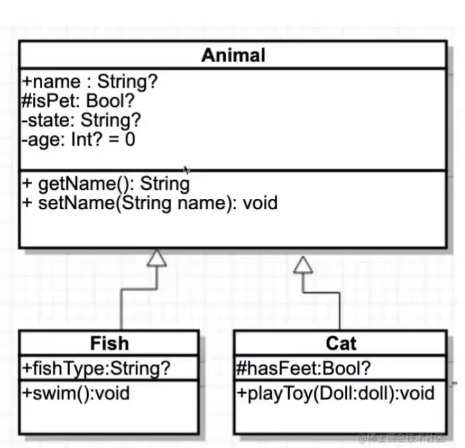 Animal
+name : String?
#isPet: Bool?
-state: String?
-age: Int? = 0
+ getName(): String
+ setName(String name): void
Fish
+fishType:String?
+swim():void
Cat
#hasFeet:Bool?
+playToy(Doll:doll):void